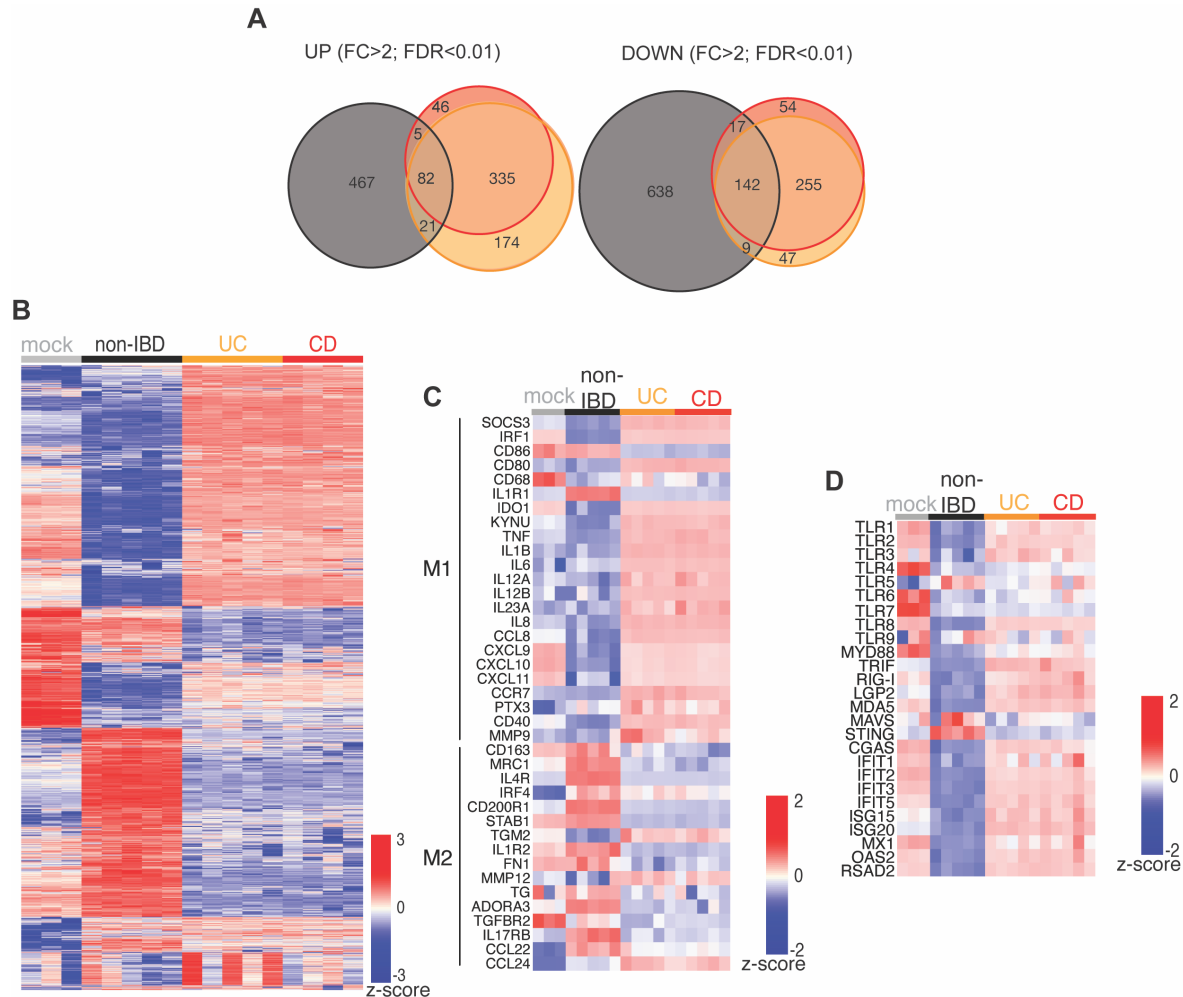 A
UP (FC>2; FDR<0.01)
DOWN (FC>2; FDR<0.01)
46
5
467
82
335
21
174
54
17
638
142
255
9
47
B
mock
non-IBD
UC
CD
3
0
-3
z-score
C
mock
non-
IBD
UC
CD
M1
SOCS3
IRF1
CD86
CD80
CD68
IL1R1
IDO1
KYNU
TNF
IL1B
IL6
IL12A
IL12B
IL23A
IL8
CCL8
CXCL9
CXCL10
CXCL11
CCR7
PTX3
CD40
MMP9
M2
CD163
MRC1
IL4R
IRF4
CD200R1
STAB1
TGM2
IL1R2
FN1
MMP12
TG
ADORA3
TGFBR2
IL17RB
CCL22
CCL24
2
0
-2
z-score
D
mock
non-
IBD
UC
CD
TLR1
TLR2
TLR3
TLR4
TLR5
TLR6
TLR7
TLR8
TLR9
MYD88
TRIF
RIG-I
LGP2
MDA5
MAVS
STING
CGAS
IFIT1
IFIT2
IFIT3
IFIT5
ISG15
ISG20
MX1
OAS2
RSAD2
2
0
-2
z-score